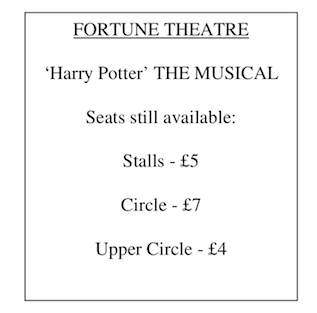 FORTUNE THEATRE
‘Harry Potter’ THE MUSICAL
Seats still available:
Stalls - £5
Circle - £7
Upper Circle - £4